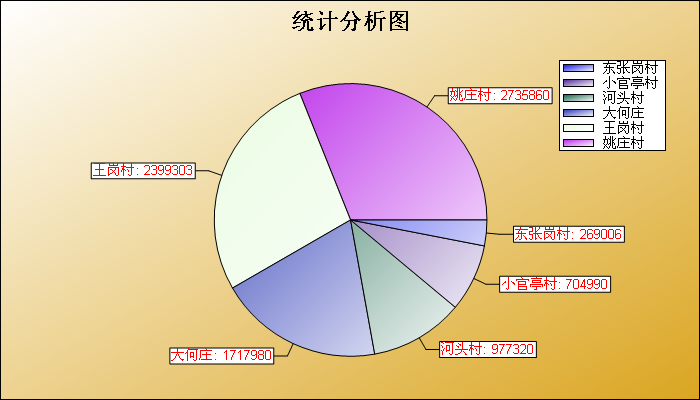 统计分析图
东张岗村
小官亭村
河头村
大何庄
王岗村
姚庄村
姚庄村: 2735860
王岗村: 2399303
东张岗村: 269006
小官亭村: 704990
河头村: 977320
大何庄: 1717980